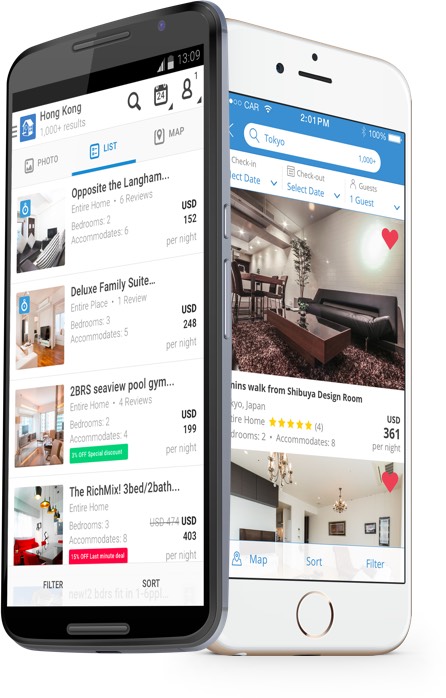 13:09
Hong Kong
1,000+ results
24
1
PHOTO
LIST
MAP
Opposite the Langham...
Entire Home • 6 Reviews
Bedrooms: 2
Accommodates: 6
USD
152
per night
Deluxe Family Suite...
Entire Place • 1 Review
Bedrooms: 3
Accommodates: 5
USD
248
per night
2BRS seaview pool gym...
Entire Home • 4 Reviews
Bedrooms: 2
Accommodates: 4
3% OFF Special discount
USD
199
per night
The RichMix! 3bed/2bath...
Entire Home
Bedrooms: 3
Accommodates: 8
15% OFF Last minute deal
USD 474 USD
403
per night
new!2 bdrs fit in 1-6ppl...
FILTER
SORT
CAR
2:01PM
100%
Tokyo
1,000+
Check-in
lect Date
Check-out
Select Date
Guests
1 Guest
mins walk from Shibuya Design Room
kyo, Japan
ntire Home (4)
drooms: 2 • Accommodates: 8
USD
361
per night
Map
Sort
Filter